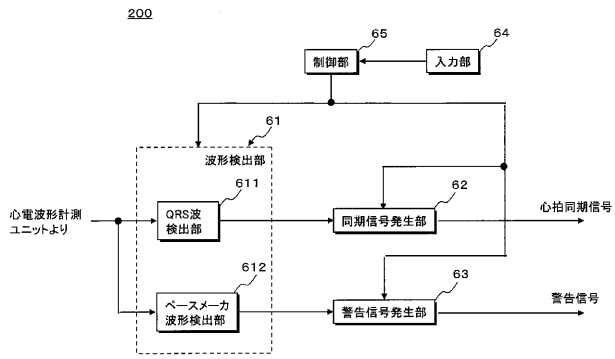 200
65
64
制御部
入力部
61
波形検出部
611
62
心電波形計測
ユニットより
QRS波
検出部
同期信号発生部
心拍同期信号
612
63
ペースメーカ
波形検出部
警告信号発生部
警告信号